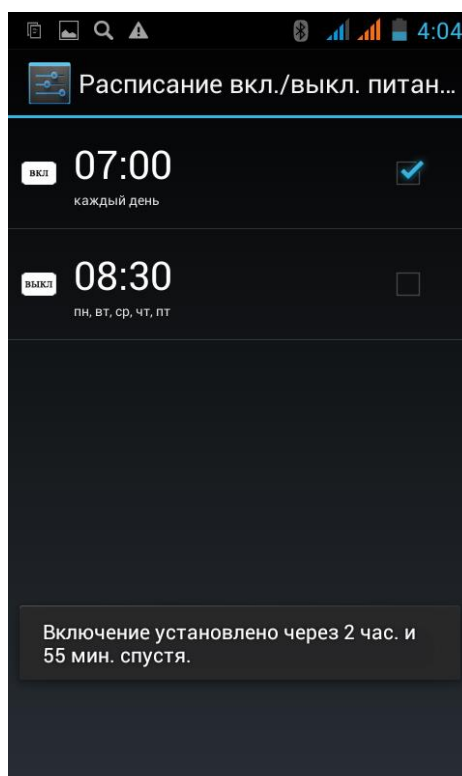 4:04
Расписание вкл./выкл. питан...
вкл
07:00
каждый день
выкл
08:30
пн, вт, ср, чт, пт
Включение установлено через 2 час. и
55 мин. спустя.